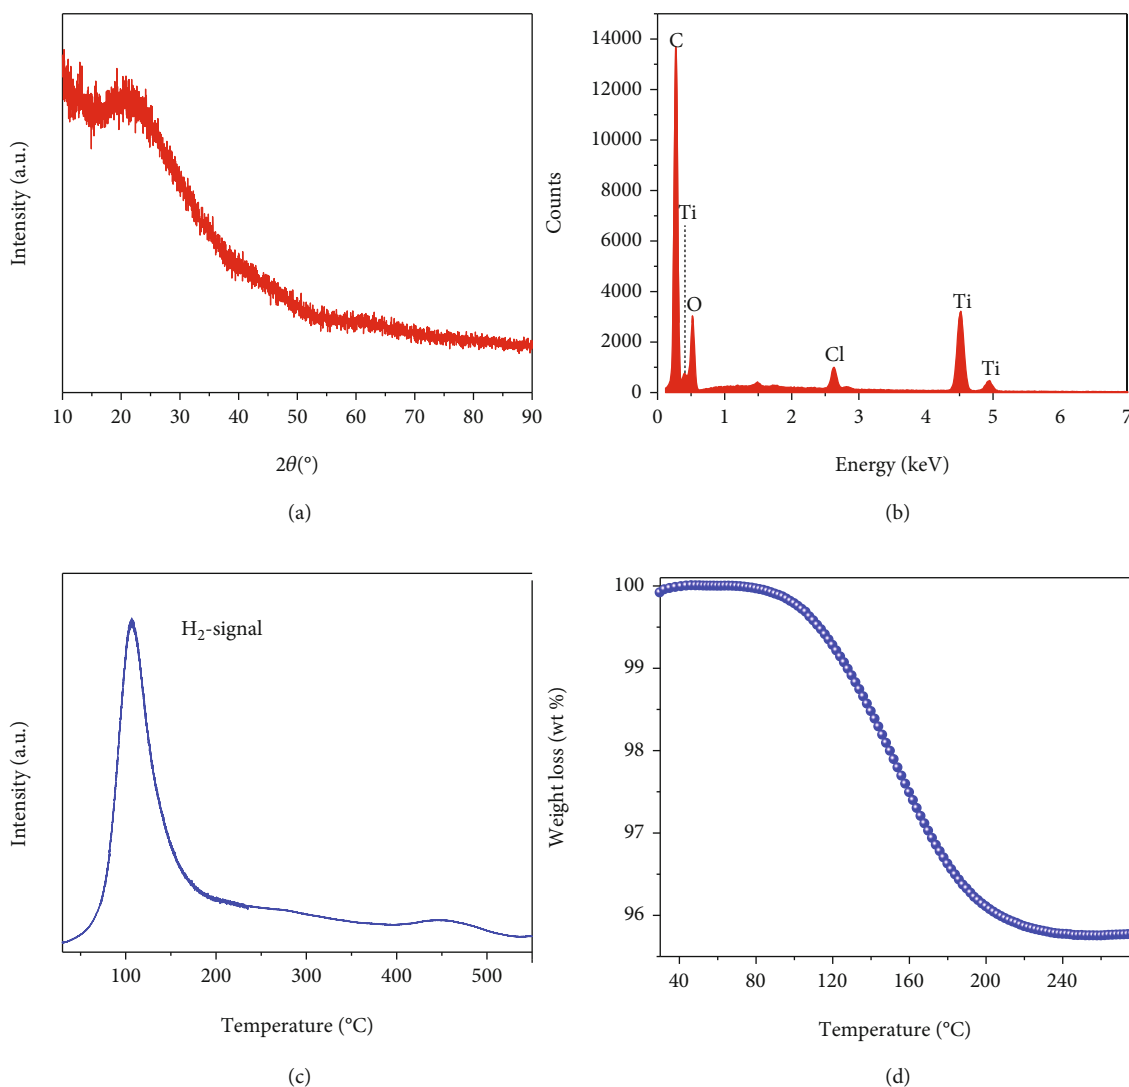 Intensity (a.u.)
10 20 30 40 50 60 70 80 90
2θ(°)
(a)
Counts
14000
12000
10000
8000
6000
4000
2000
0
C
Ti
O
Cl
Ti
Ti
0 1 2 3 4 5 6 7
Energy (keV)
(b)
Intensity (a.u.)
H₂-signal
100 200 300 400 500
Temperature (°C)
(c)
Weight loss (wt %)
100
99
98
97
96
40 80 120 160 200 240
Temperature (°C)
(d)